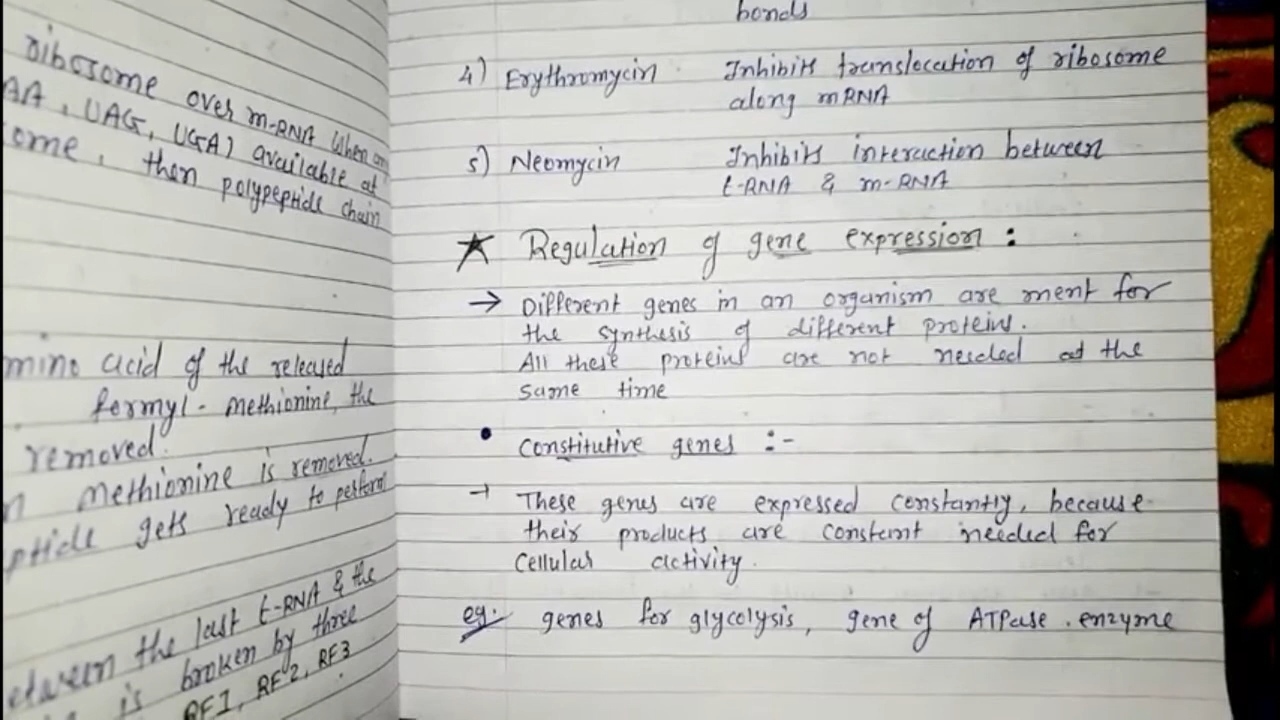 ribosome over m-RNA when an
AA, UAG, UGA) available at
ome, then polypeptide chain
mino acid of the released
formyl - methionine, the
removed.
n methionine is removed.
ptide gets ready to perform
etween the last t-RNA & the
is broken by three
RF1, RF2, RF3
bonds
4) Erythromycin Inhibits translocation of ribosome
along mRNA
5) Neomycin Inhibits interaction between
t-RNA & m-RNA
★ Regulation of gene expression :
→ Different genes in an organism are ment for
the synthesis of different proteins.
All these proteins are not needed at the
same time
• Constitutive genes :-
→ These genes are expressed constantly, because
their products are constant needed for
cellular activity.
eg. genes for glycolysis, gene of ATPase enzyme